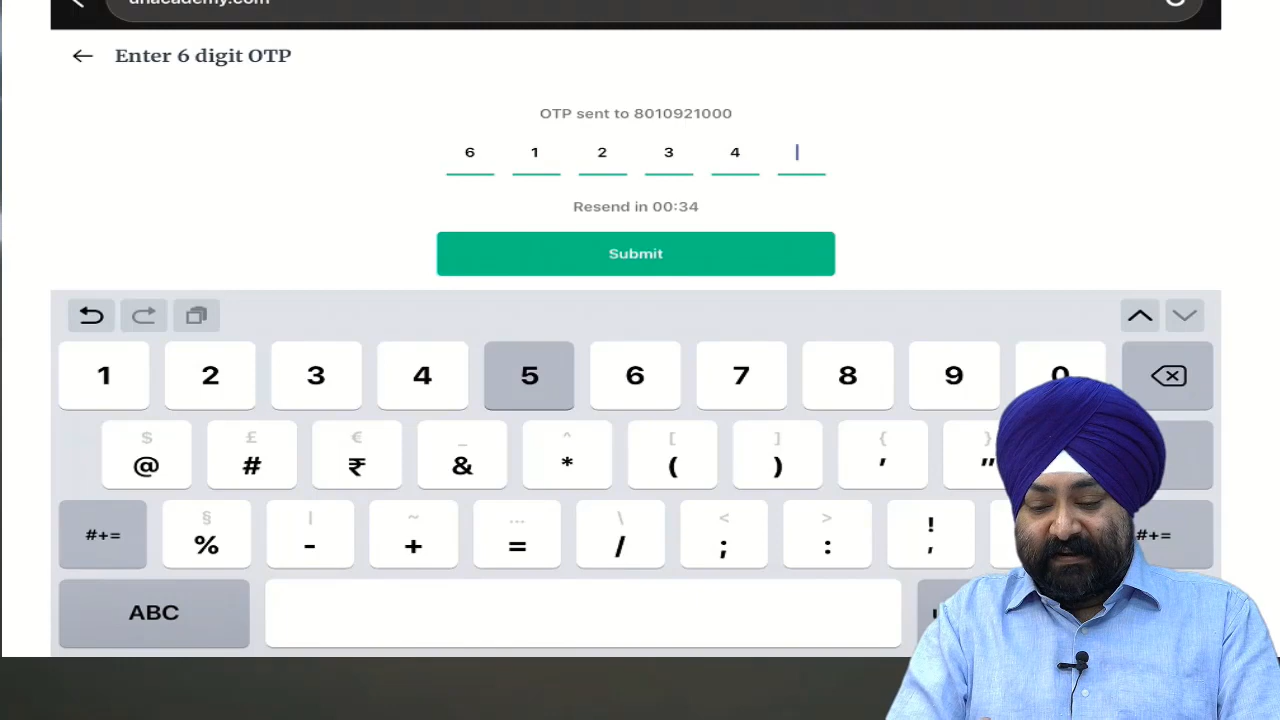 unacademy.com
Enter 6 digit OTP
OTP sent to 8010921000
6 1 2 3 4
Resend in 00:34
Submit
1 2 3 4 5 6 7 8 9 0
$ £ € _ ^ [ ] { }
@ # ₹ & * ( ) ' "
§ | ~ … \ < > !
#+= % - + = / ; : , #+=
ABC